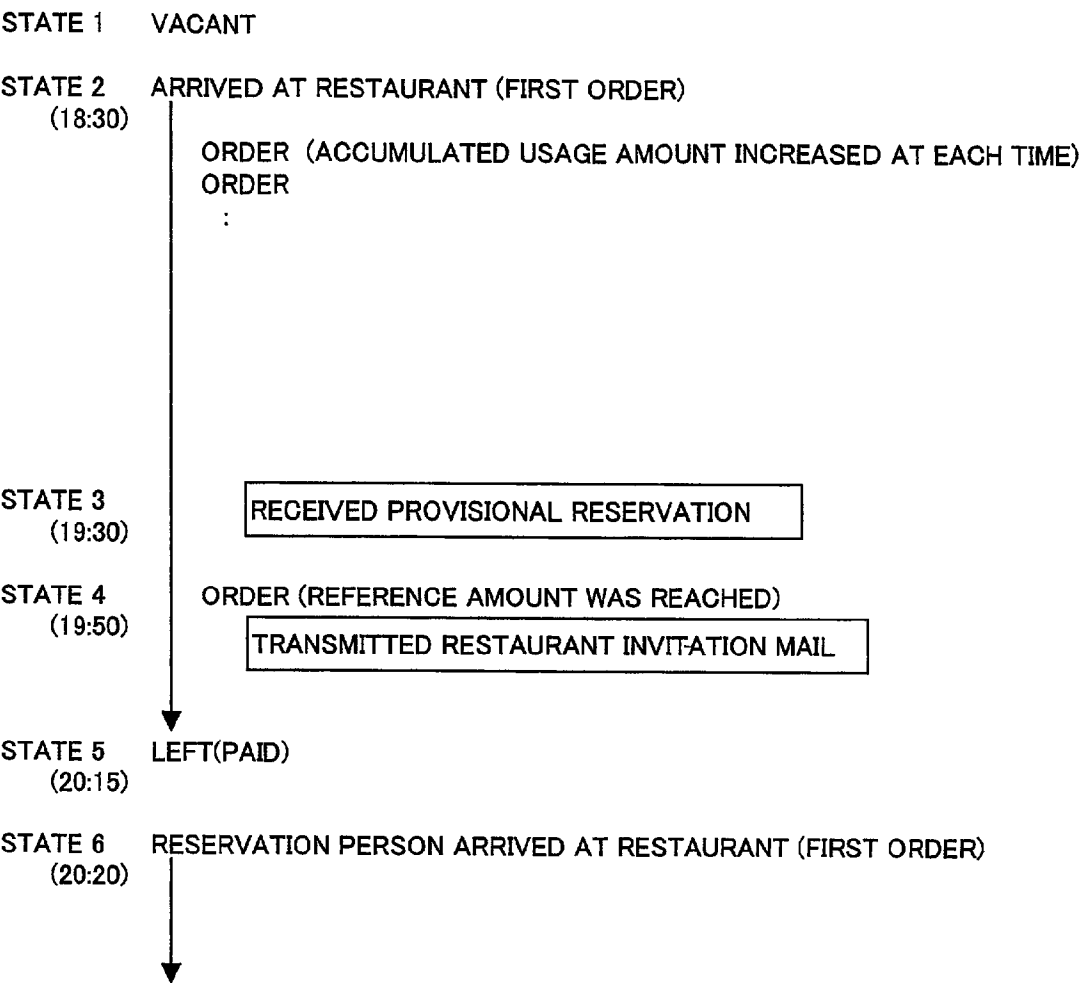 STATE 1 VACANT
STATE 2 ARRIVED AT RESTAURANT (FIRST ORDER)
(18:30)
ORDER (ACCUMULATED USAGE AMOUNT INCREASED AT EACH TIME)
ORDER
:
STATE 3 RECEIVED PROVISIONAL RESERVATION
(19:30)
STATE 4 ORDER (REFERENCE AMOUNT WAS REACHED)
(19:50) TRANSMITTED RESTAURANT INVITATION MAIL
STATE 5 LEFT(PAID)
(20:15)
STATE 6 RESERVATION PERSON ARRIVED AT RESTAURANT (FIRST ORDER)
(20:20)